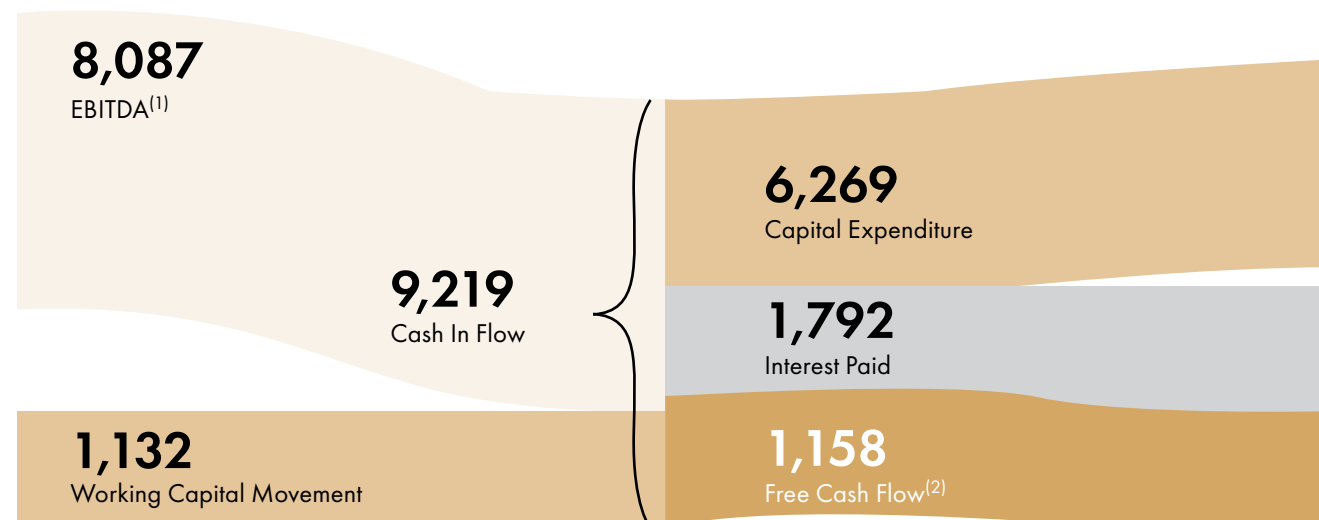 8,087
EBITDA(1)
9,219
Cash In Flow
1,132
Working Capital Movement
6,269
Capital Expenditure
1,792
Interest Paid
1,158
Free Cash Flow(2)